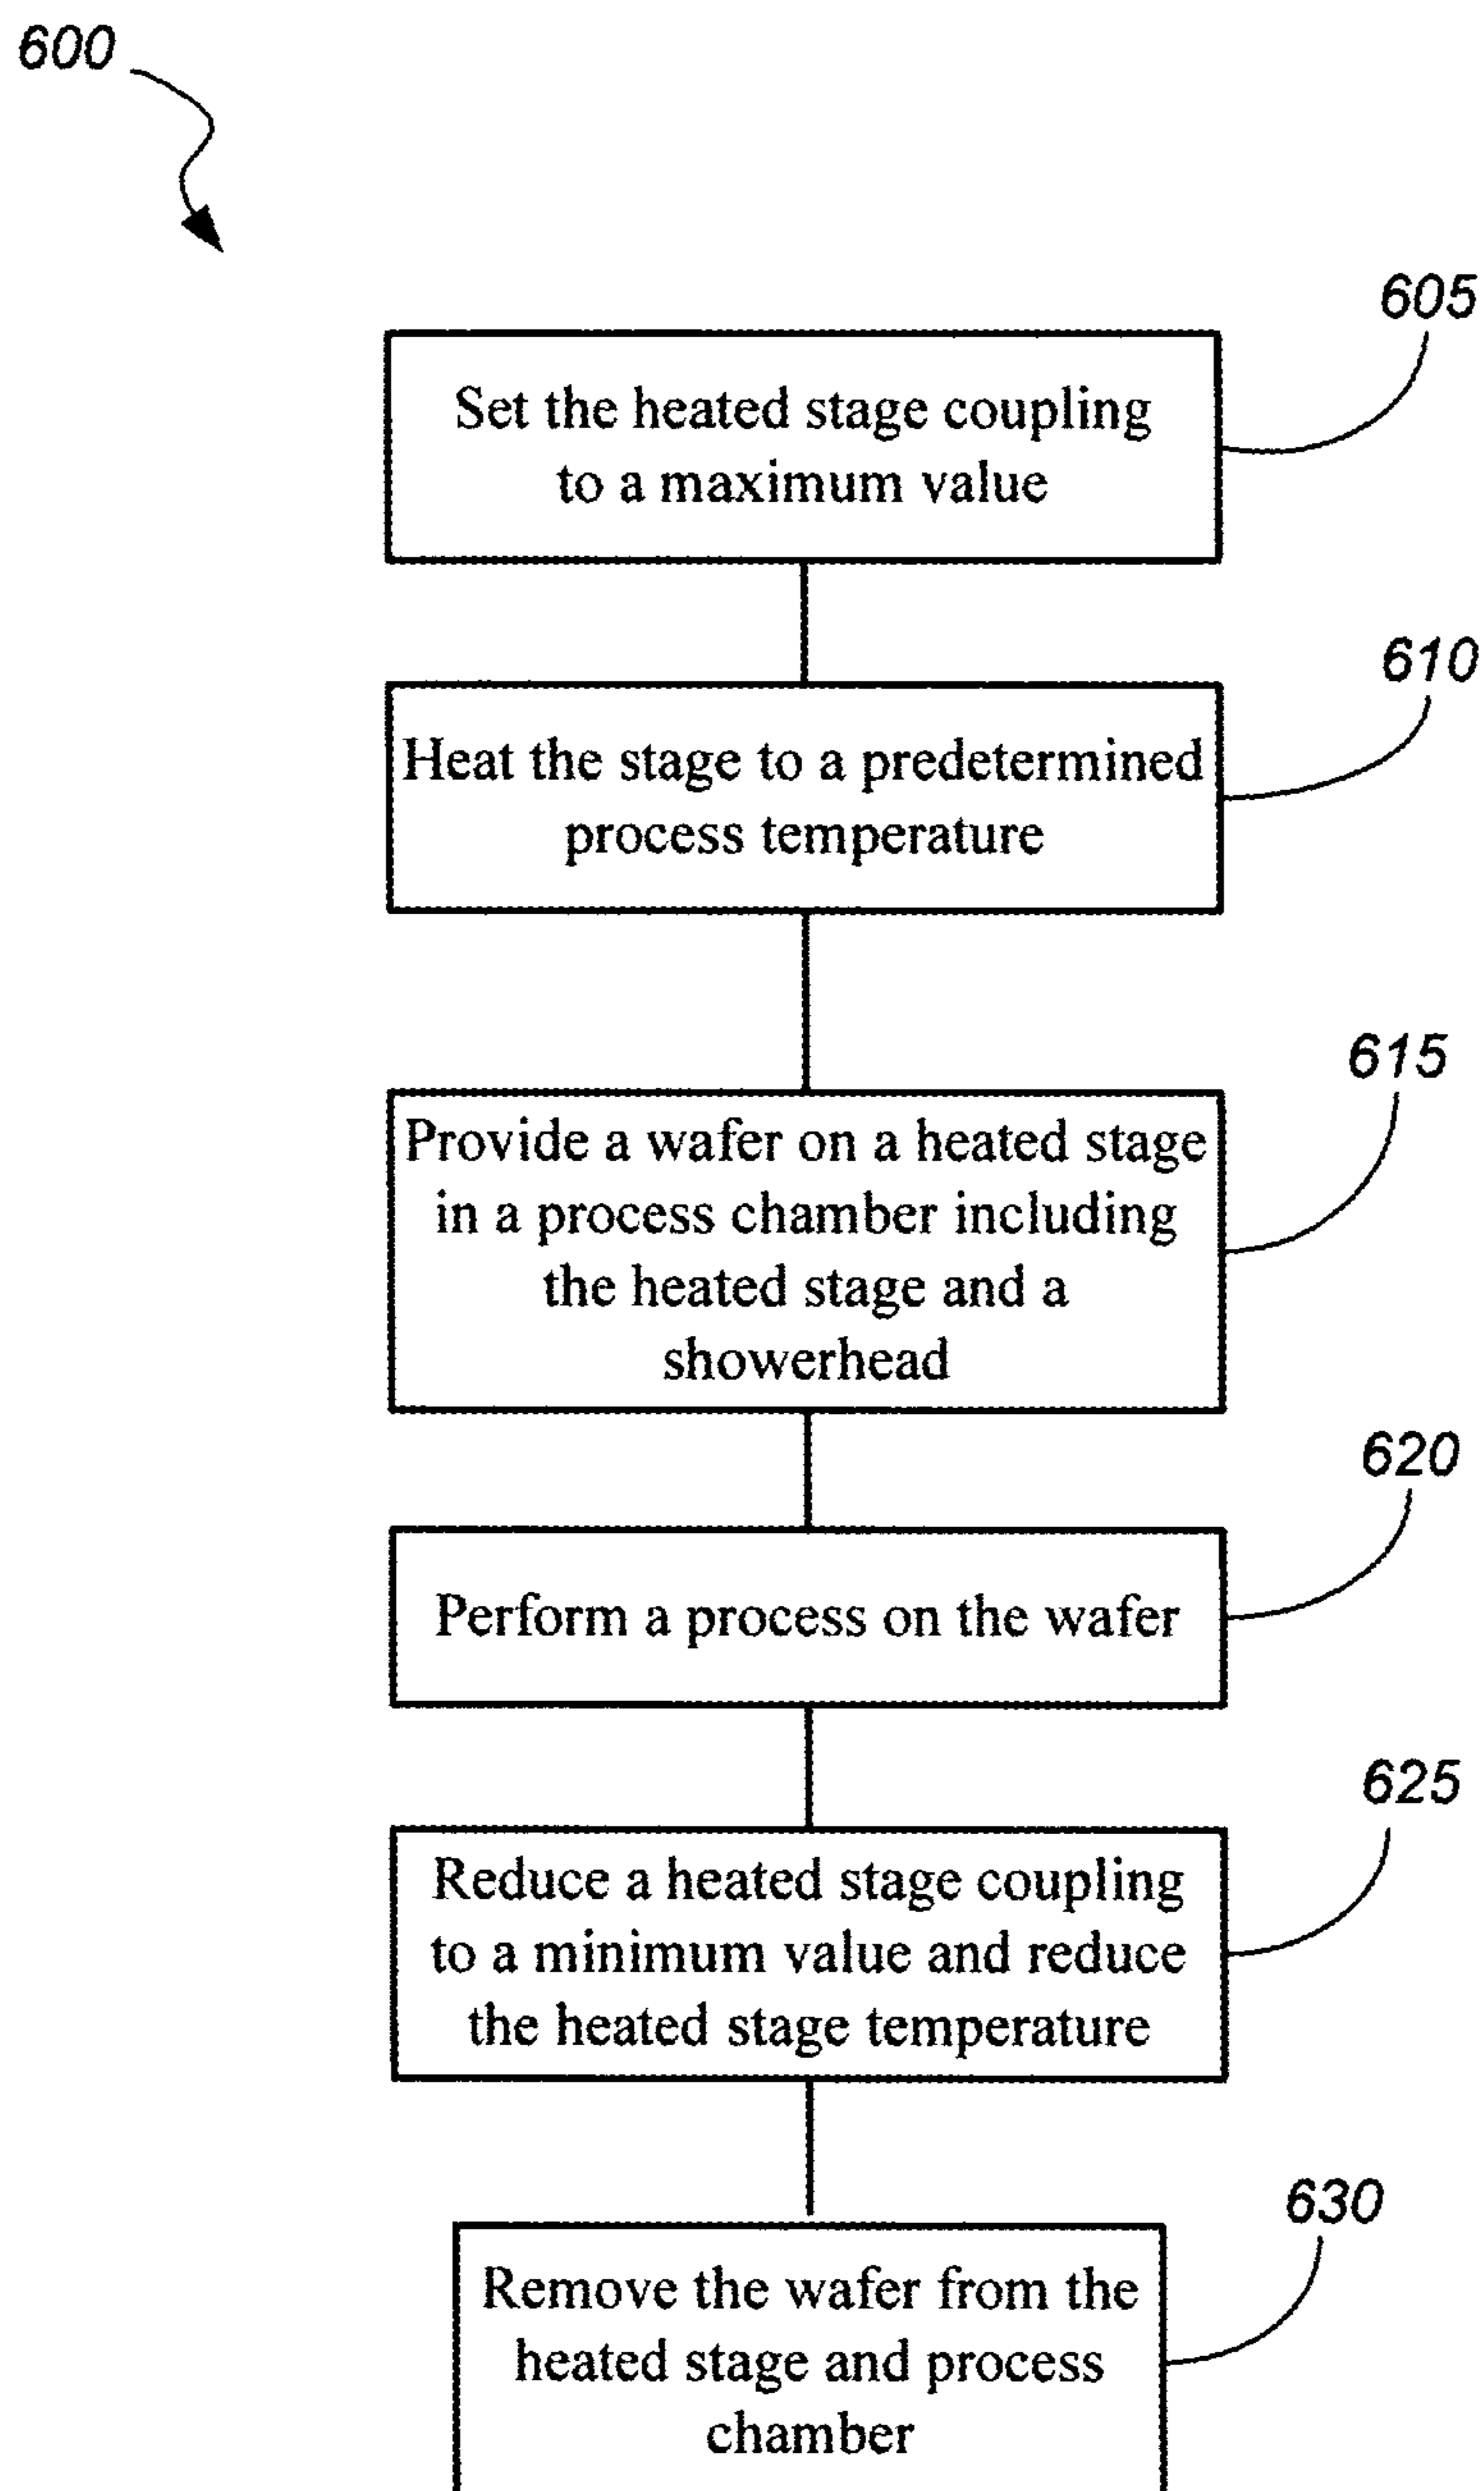 600
605
Set the heated stage coupling
to a maximum value
610
Heat the stage to a predetermined
process temperature
615
Provide a wafer on a heated stage
in a process chamber including
the heated stage and a
showerhead
620
Perform a process on the wafer
625
Reduce a heated stage coupling
to a minimum value and reduce
the heated stage temperature
630
Remove the wafer from the
heated stage and process
chamber